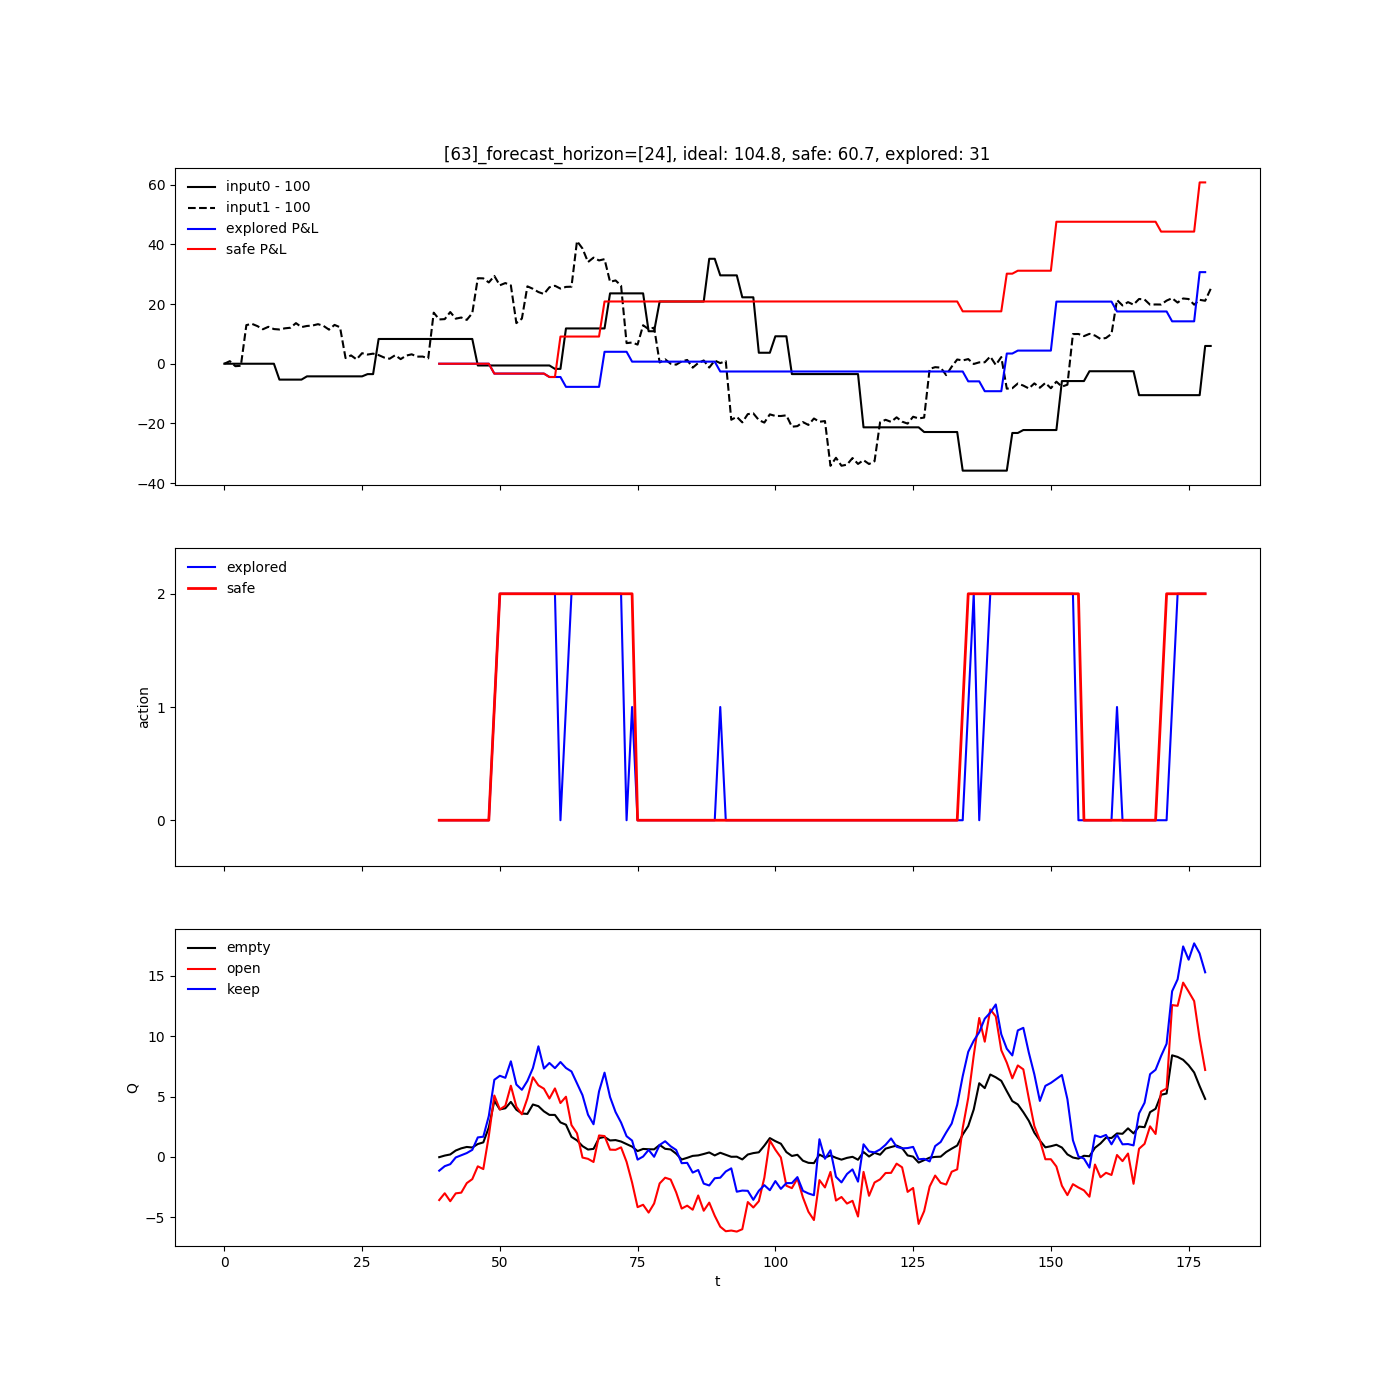 [63]_forecast_horizon=[24], ideal: 104.8, safe: 60.7, explored: 31
60
40
20
0
−20
−40
input0 - 100
input1 - 100
explored P&L
safe P&L
explored
safe
2
1
0
action
empty
open
keep
15
10
5
0
−5
Q
0 25 50 75 100 125 150 175
t